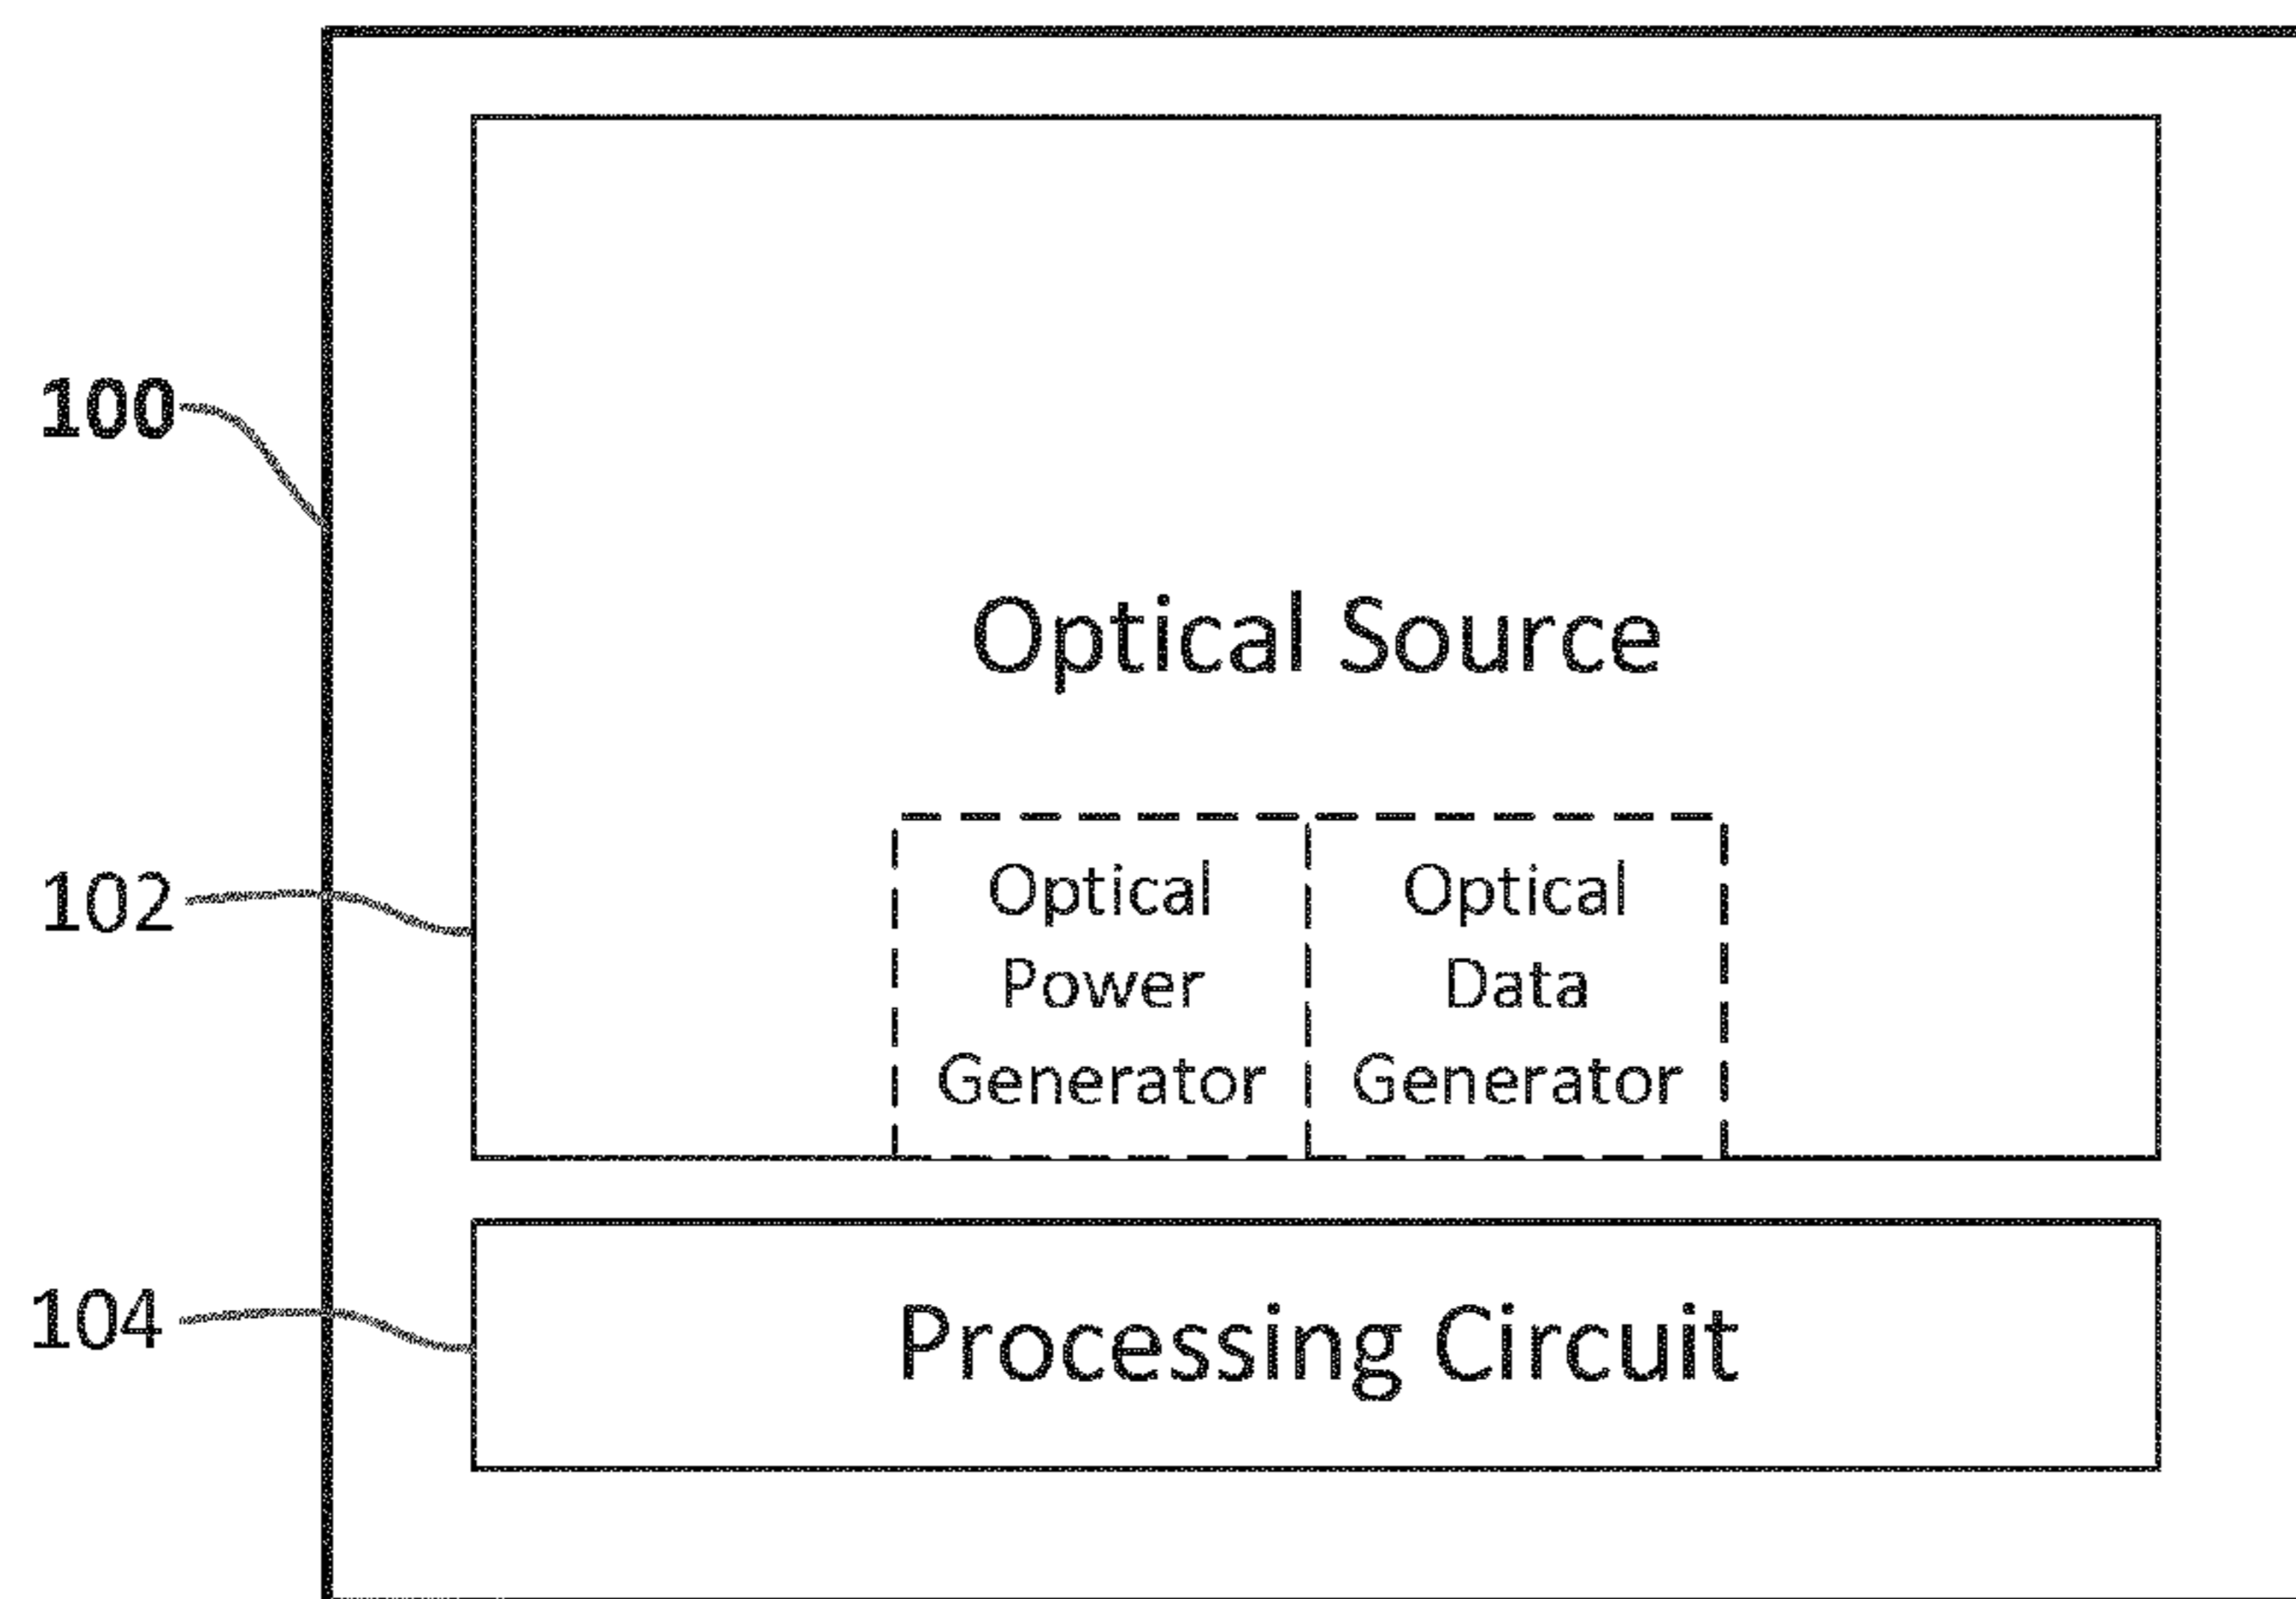 100
Optical Source
102
Optical
Power
Generator
Optical
Data
Generator
104
Processing Circuit